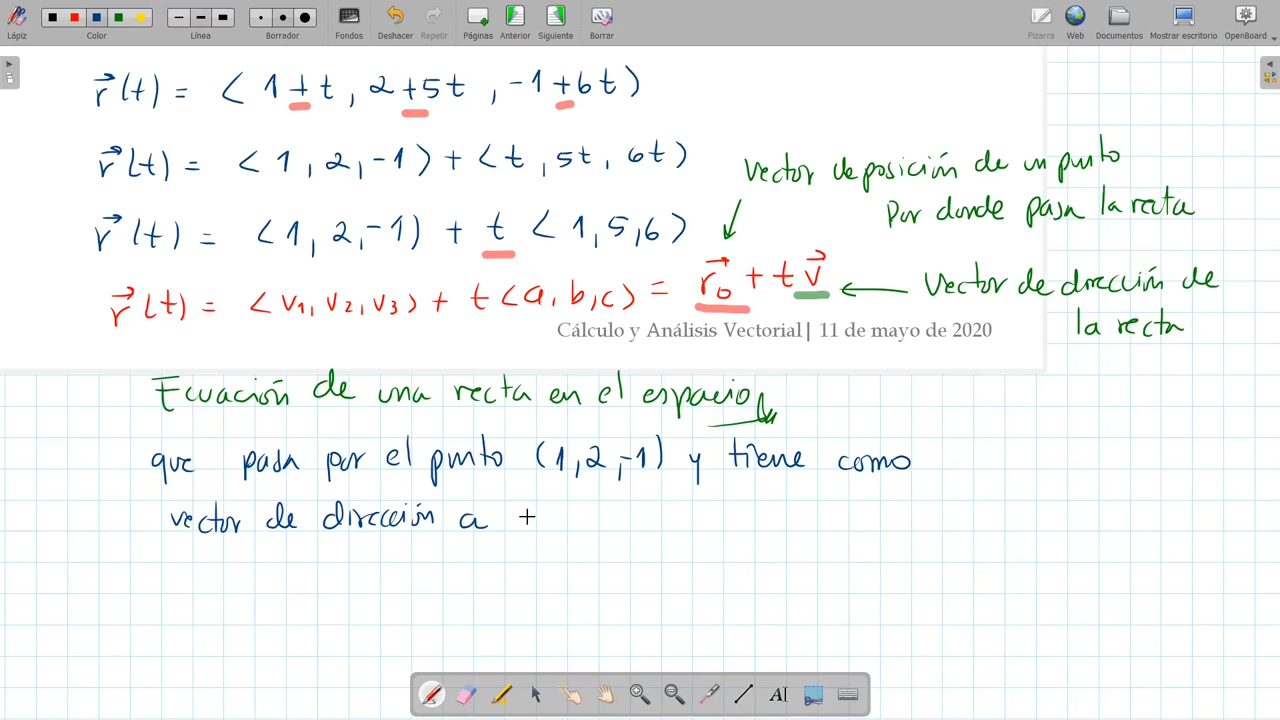 Lápiz Color Línea Borrador Fondos Deshacer Repetir Páginas Anterior Siguiente Borrar Pizarra Web Documentos Mostrar escritorio OpenBoard
r⃗(t) = ⟨ 1+t, 2+5t, -1+6t ⟩
r⃗(t) = ⟨1, 2, -1⟩ + ⟨t, 5t, 6t⟩
vector de posición de un punto
por donde pasa la recta
r⃗(t) = ⟨1, 2, -1⟩ + t ⟨1, 5, 6⟩
r⃗(t) = ⟨v₁, v₂, v₃⟩ + t⟨a, b, c⟩ = r⃗₀ + t v⃗
vector de dirección de
la recta
Cálculo y Análisis Vectorial| 11 de mayo de 2020
Ecuación de una recta en el espacio
que pasa por el punto (1, 2, -1) y tiene como
vector de dirección a
AI